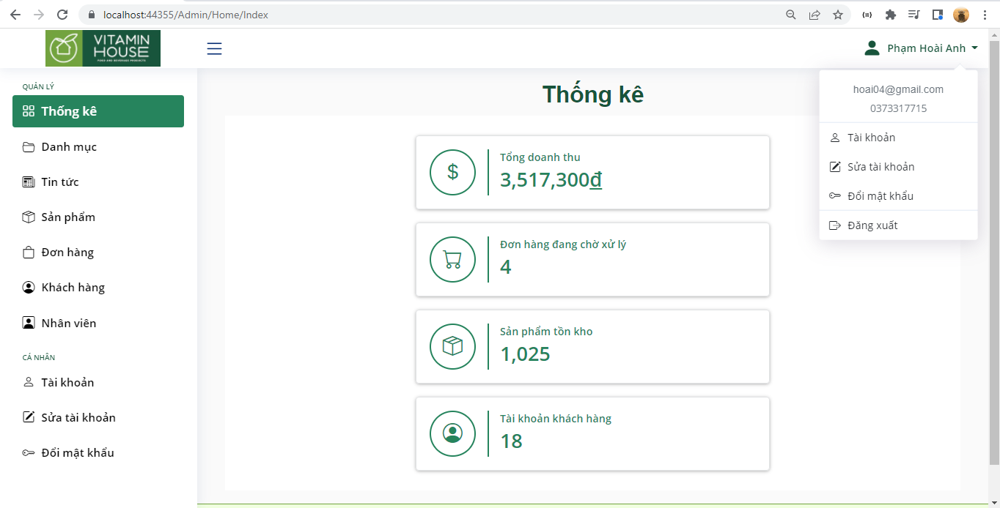 localhost:44355/Admin/Home/Index
VITAMIN
HOUSE
FOOD AND BEVERAGE PRODUCTS
Phạm Hoài Anh
hoai04@gmail.com
0373317715
Tài khoản
Sửa tài khoản
Đổi mật khẩu
Đăng xuất
QUẢN LÝ
Thống kê
Danh mục
Tin tức
Sản phẩm
Đơn hàng
Khách hàng
Nhân viên
CÁ NHÂN
Tài khoản
Sửa tài khoản
Đổi mật khẩu
Thống kê
Tổng doanh thu
3,517,300đ
Đơn hàng đang chờ xử lý
4
Sản phẩm tồn kho
1,025
Tài khoản khách hàng
18